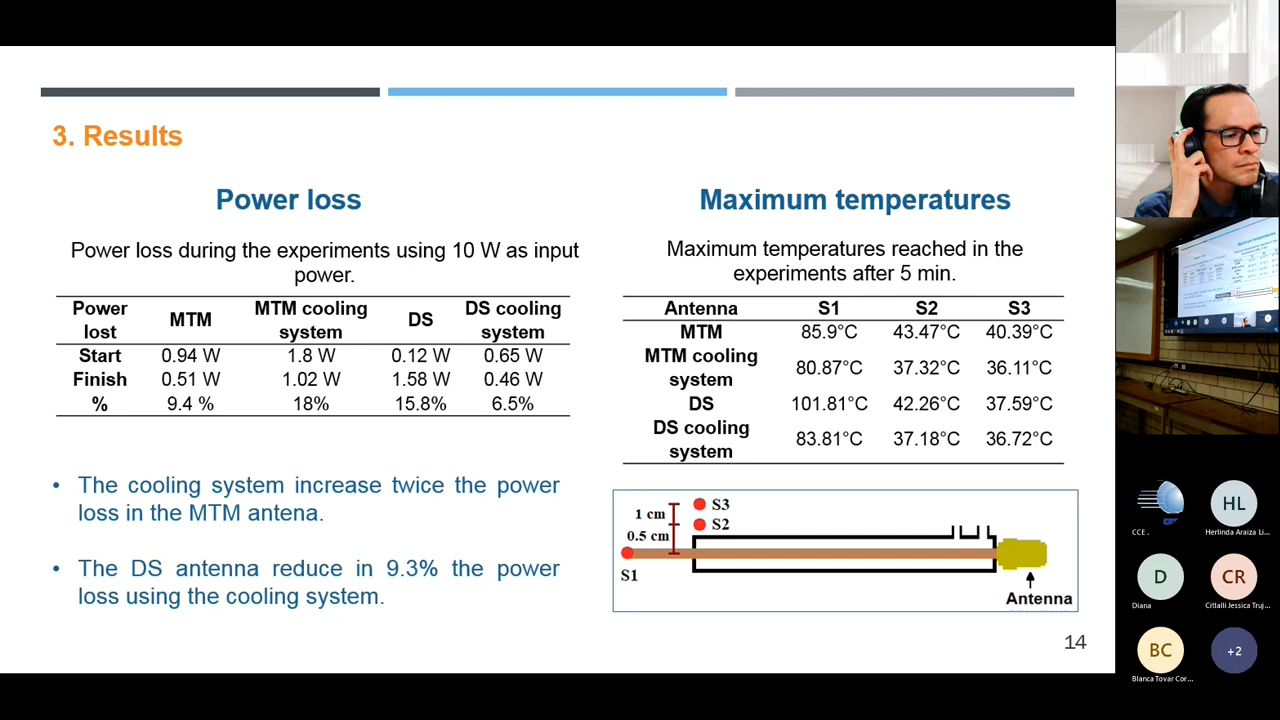 3. Results
Power loss
Power loss during the experiments using 10 W as input
power.
Power lost MTM MTM cooling system DS DS cooling system
Start 0.94 W 1.8 W 0.12 W 0.65 W
Finish 0.51 W 1.02 W 1.58 W 0.46 W
% 9.4 % 18% 15.8% 6.5%
• The cooling system increase twice the power
loss in the MTM antena.
• The DS antenna reduce in 9.3% the power
loss using the cooling system.
Maximum temperatures
Maximum temperatures reached in the
experiments after 5 min.
Antenna S1 S2 S3
MTM 85.9°C 43.47°C 40.39°C
MTM cooling system 80.87°C 37.32°C 36.11°C
DS 101.81°C 42.26°C 37.59°C
DS cooling system 83.81°C 37.18°C 36.72°C
S3
1 cm
S2
0.5 cm
S1
Antenna
14
CCE .
HL
Herlinda Araiza Li...
D
Diana
CR
Citlalli Jessica Truj...
BC
Blanca Tovar Cor...
+2